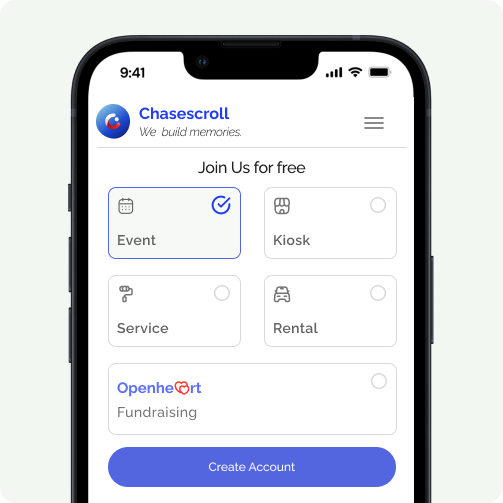 9:41
Chasescroll
We build memories.
Join Us for free
Event
Kiosk
Service
Rental
Openheart
Fundraising
Create Account